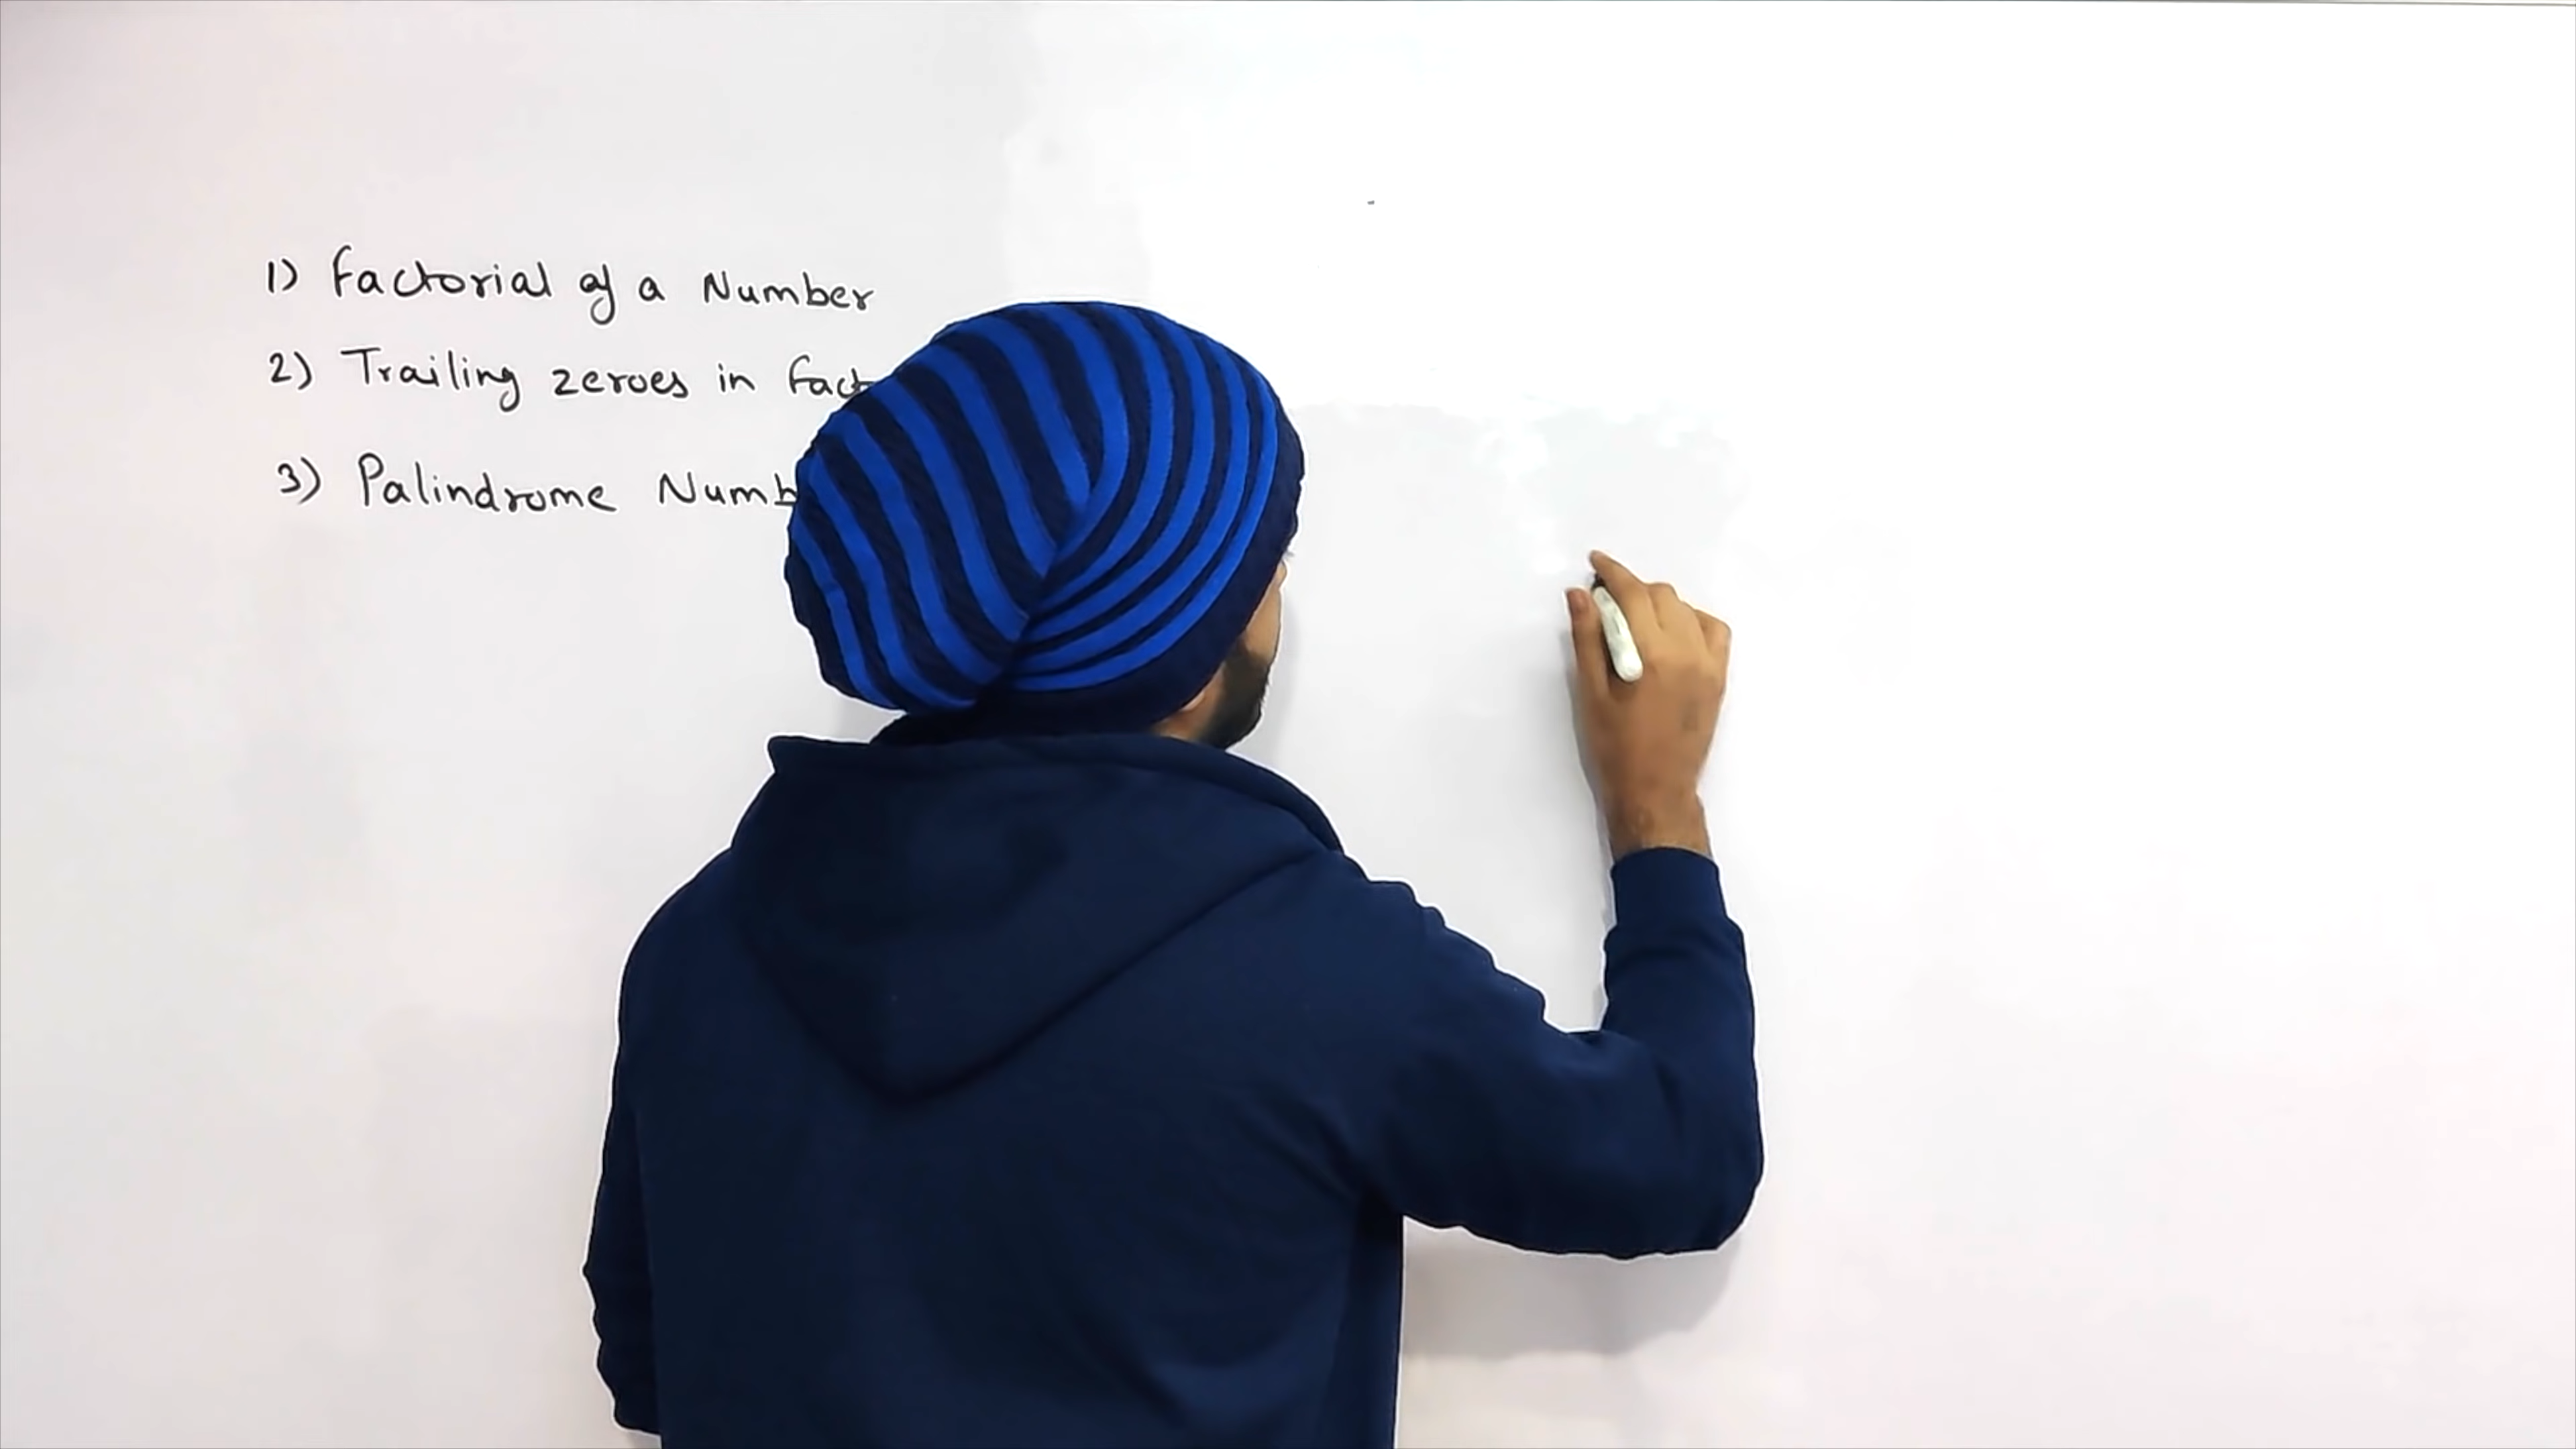 1) Factorial of a Number
2) Trailing zeroes in Fact
3) Palindrome Numb